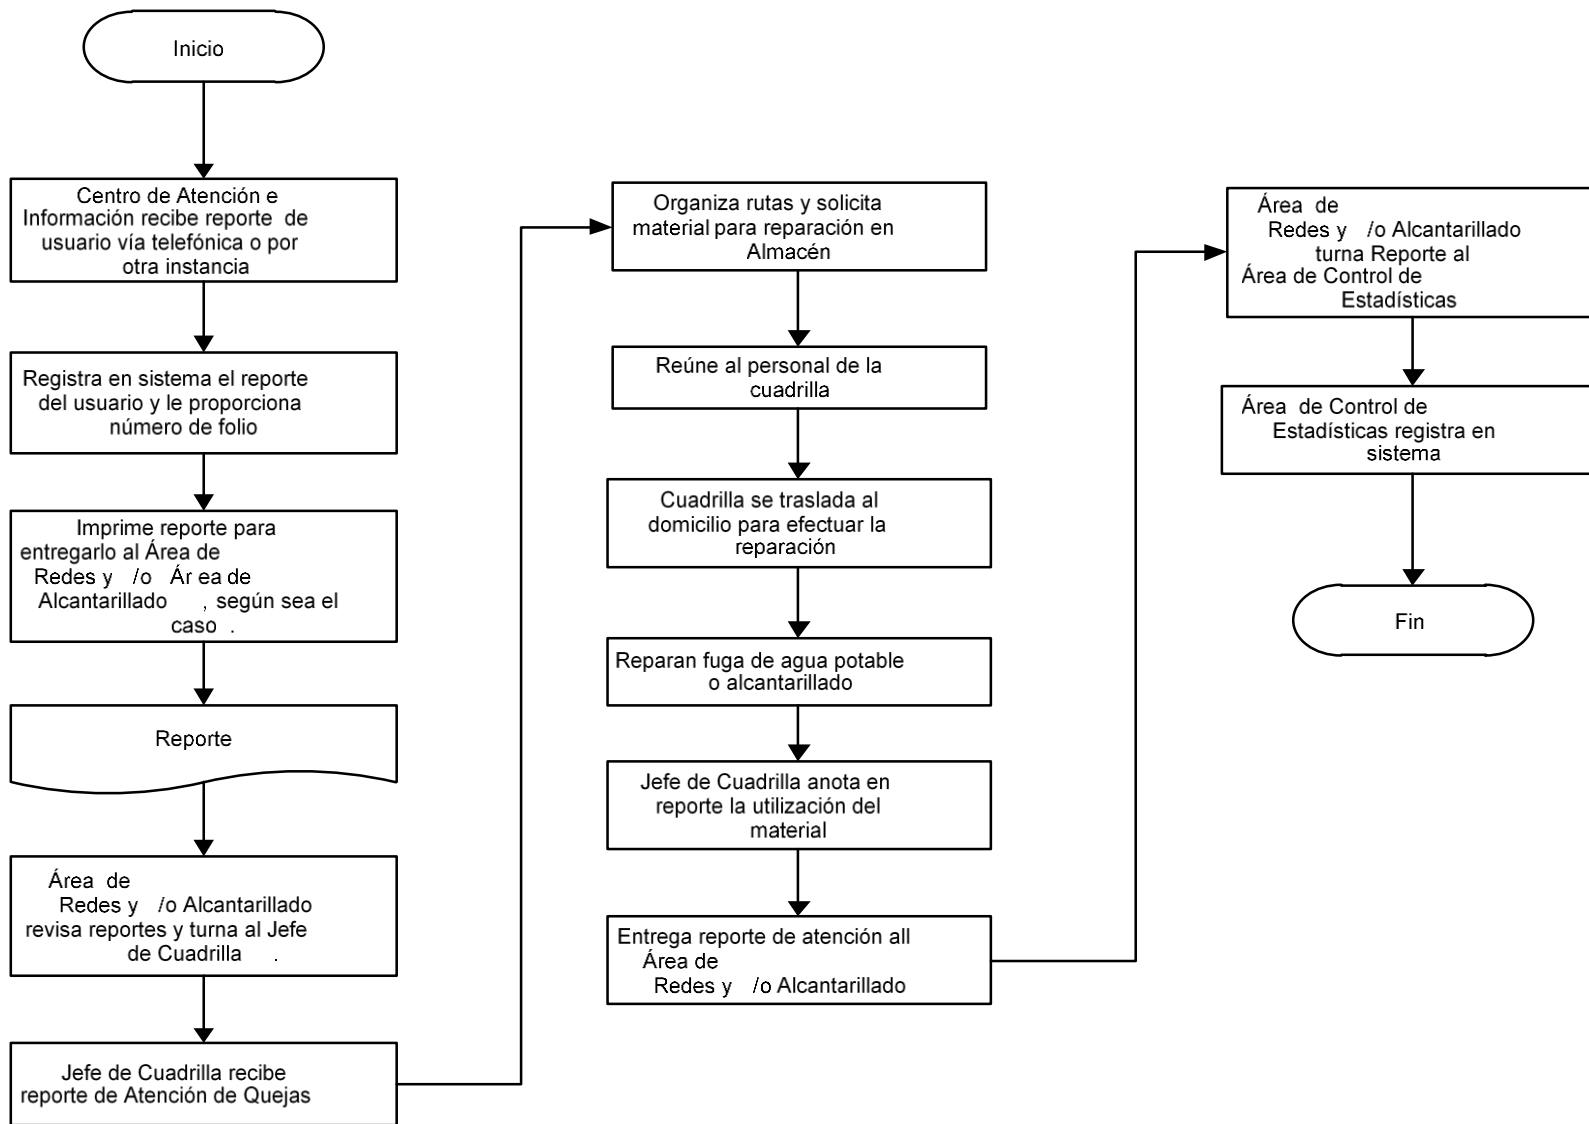 Inicio
Centro de Atención e
Información recibe reporte de
usuario vía telefónica o por
otra instancia
Registra en sistema el reporte
del usuario y le proporciona
número de folio
Imprime reporte para
entregarlo al Área de
Redes y /o Ár ea de
Alcantarillado , según sea el
caso .
Reporte
Área de
Redes y /o Alcantarillado
revisa reportes y turna al Jefe
de Cuadrilla .
Jefe de Cuadrilla recibe
reporte de Atención de Quejas
Organiza rutas y solicita
material para reparación en
Almacén
Reúne al personal de la
cuadrilla
Cuadrilla se traslada al
domicilio para efectuar la
reparación
Reparan fuga de agua potable
o alcantarillado
Jefe de Cuadrilla anota en
reporte la utilización del
material
Entrega reporte de atención all
Área de
Redes y /o Alcantarillado
Área de
Redes y /o Alcantarillado
turna Reporte al
Área de Control de
Estadísticas
Área de Control de
Estadísticas registra en
sistema
Fin